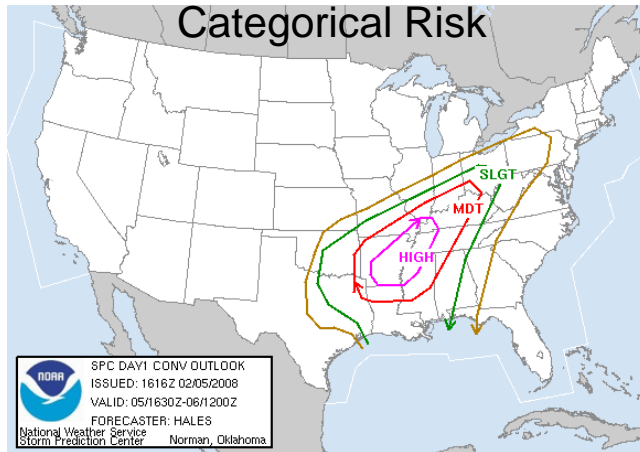 Categorical Risk
SLGT
MDT
HIGH
NOAA
SPC DAY1 CONV OUTLOOK
ISSUED: 1616Z 02/05/2008
VALID: 05/1630Z-06/1200Z
FORECASTER: HALES
National Weather Service
Storm Prediction Center Norman, Oklahoma